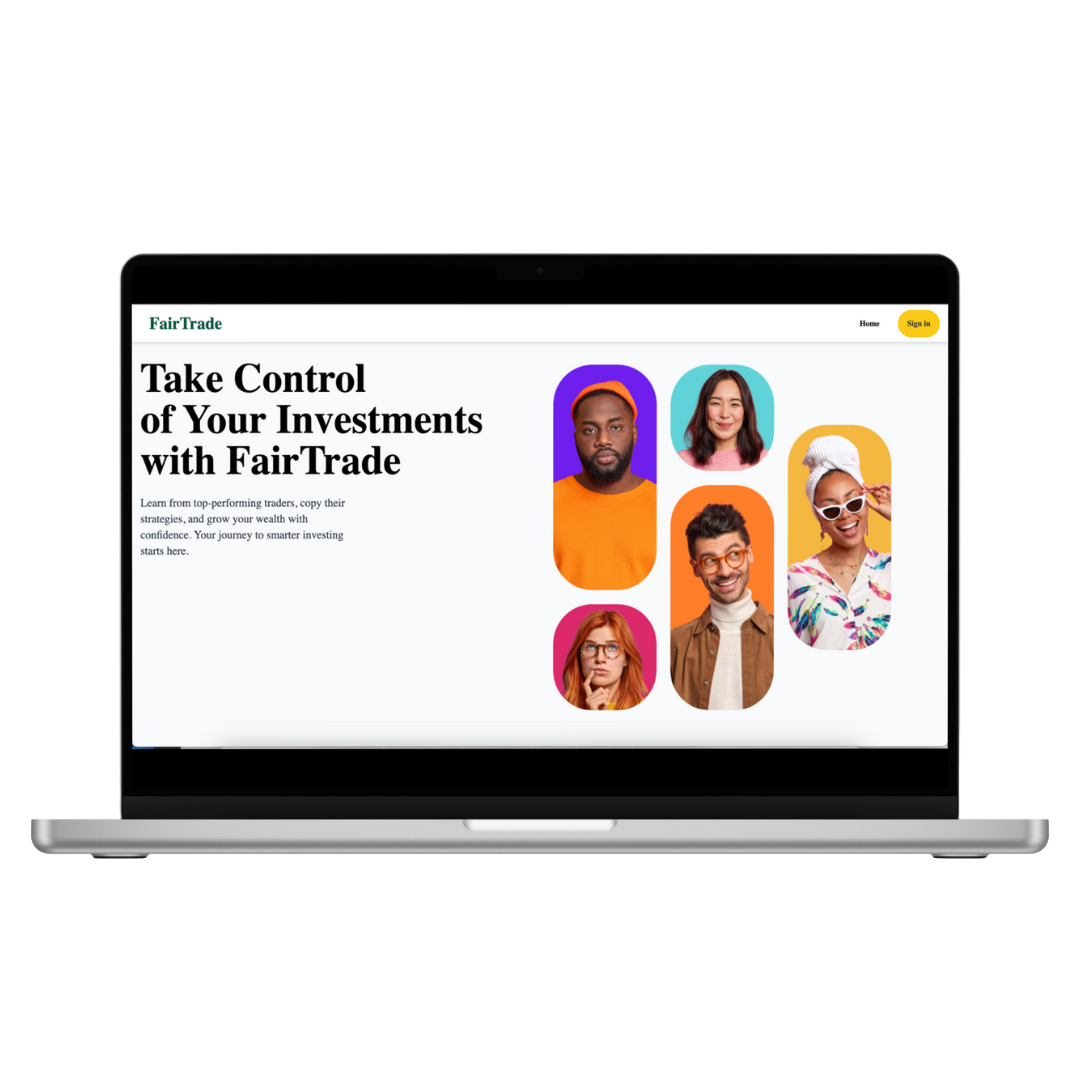 FairTrade
Home
Sign in
Take Control
of Your Investments
with FairTrade
Learn from top-performing traders, copy their
strategies, and grow your wealth with
confidence. Your journey to smarter investing
starts here.